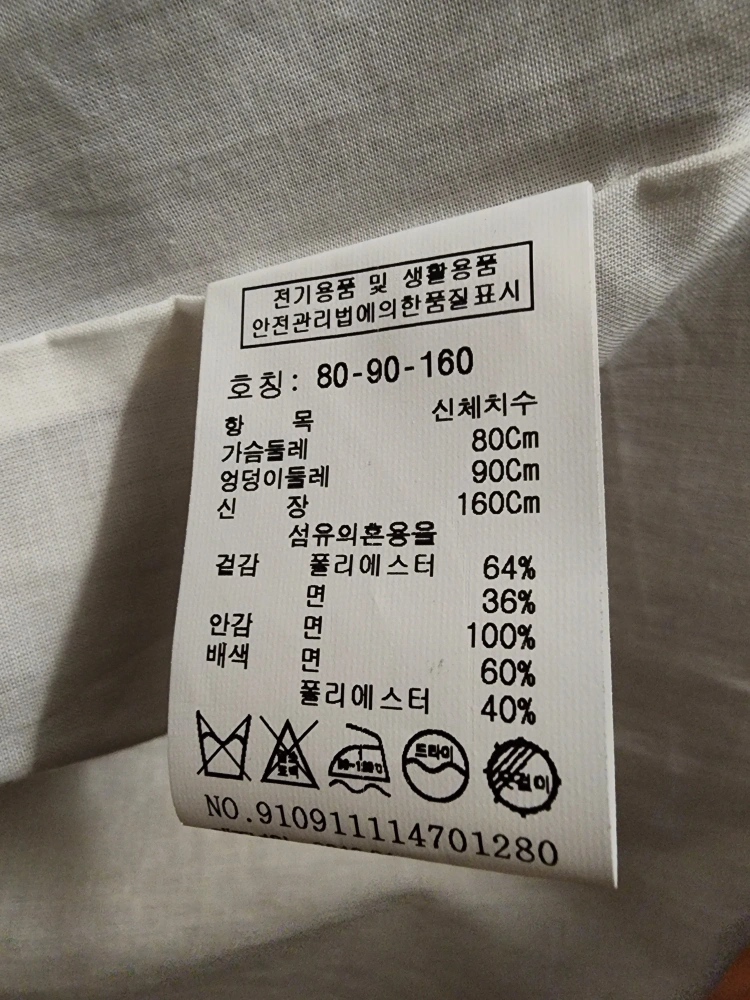 전기용품 및 생활용품
안전관리법에의한품질표시
호칭: 80-90-160
항 목 신체치수
가슴둘레 80Cm
엉덩이둘레 90Cm
신 장 160Cm
섬유의혼용율
겉감 폴리에스터 64%
면 36%
안감 면 100%
배색 면 60%
폴리에스터 40%
드라이
NO.910911114701280